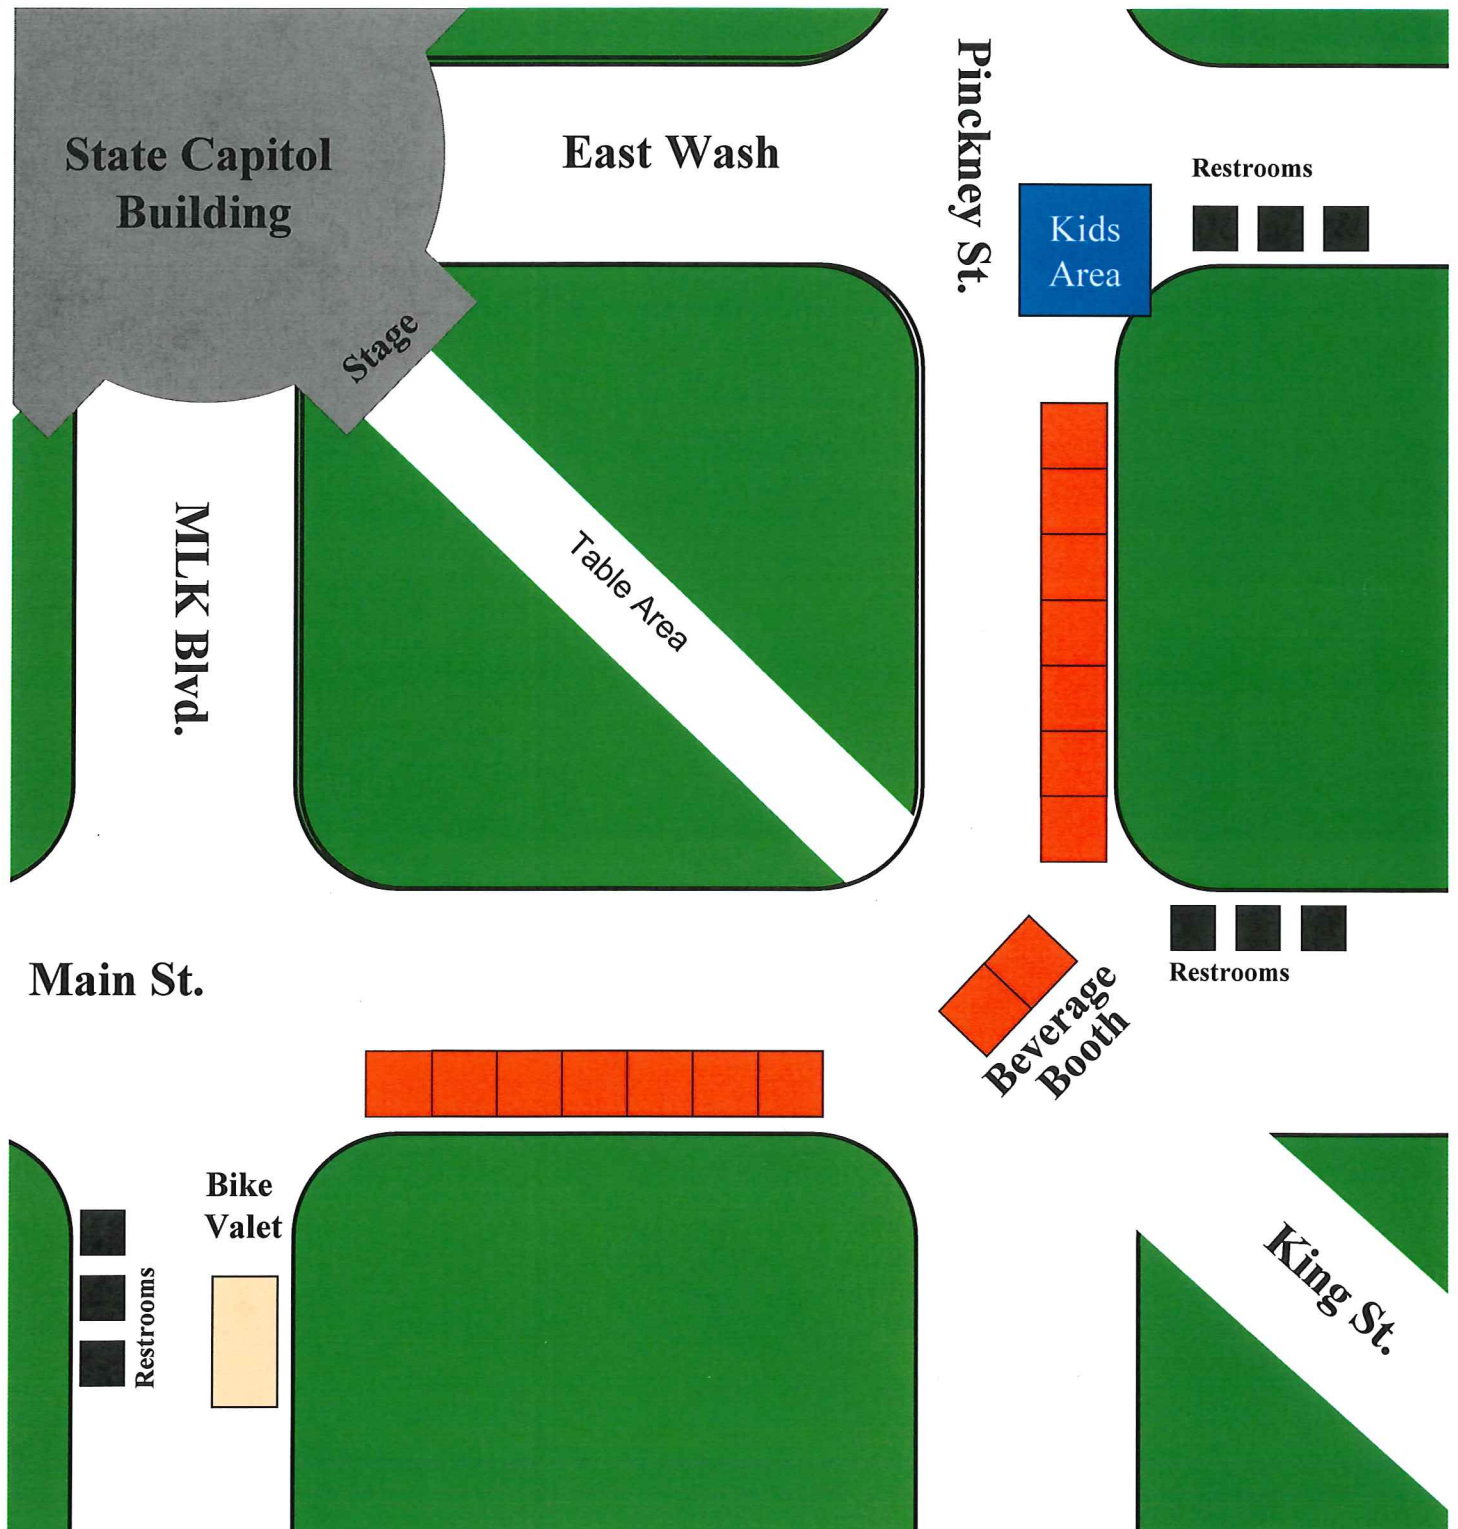 Pinckney St.
State Capitol
Building
East Wash
Restrooms
Kids
Area
Stage
MLK Blvd.
Table Area
Main St.
Beverage
Booth
Restrooms
Bike
Valet
Restrooms
King St.